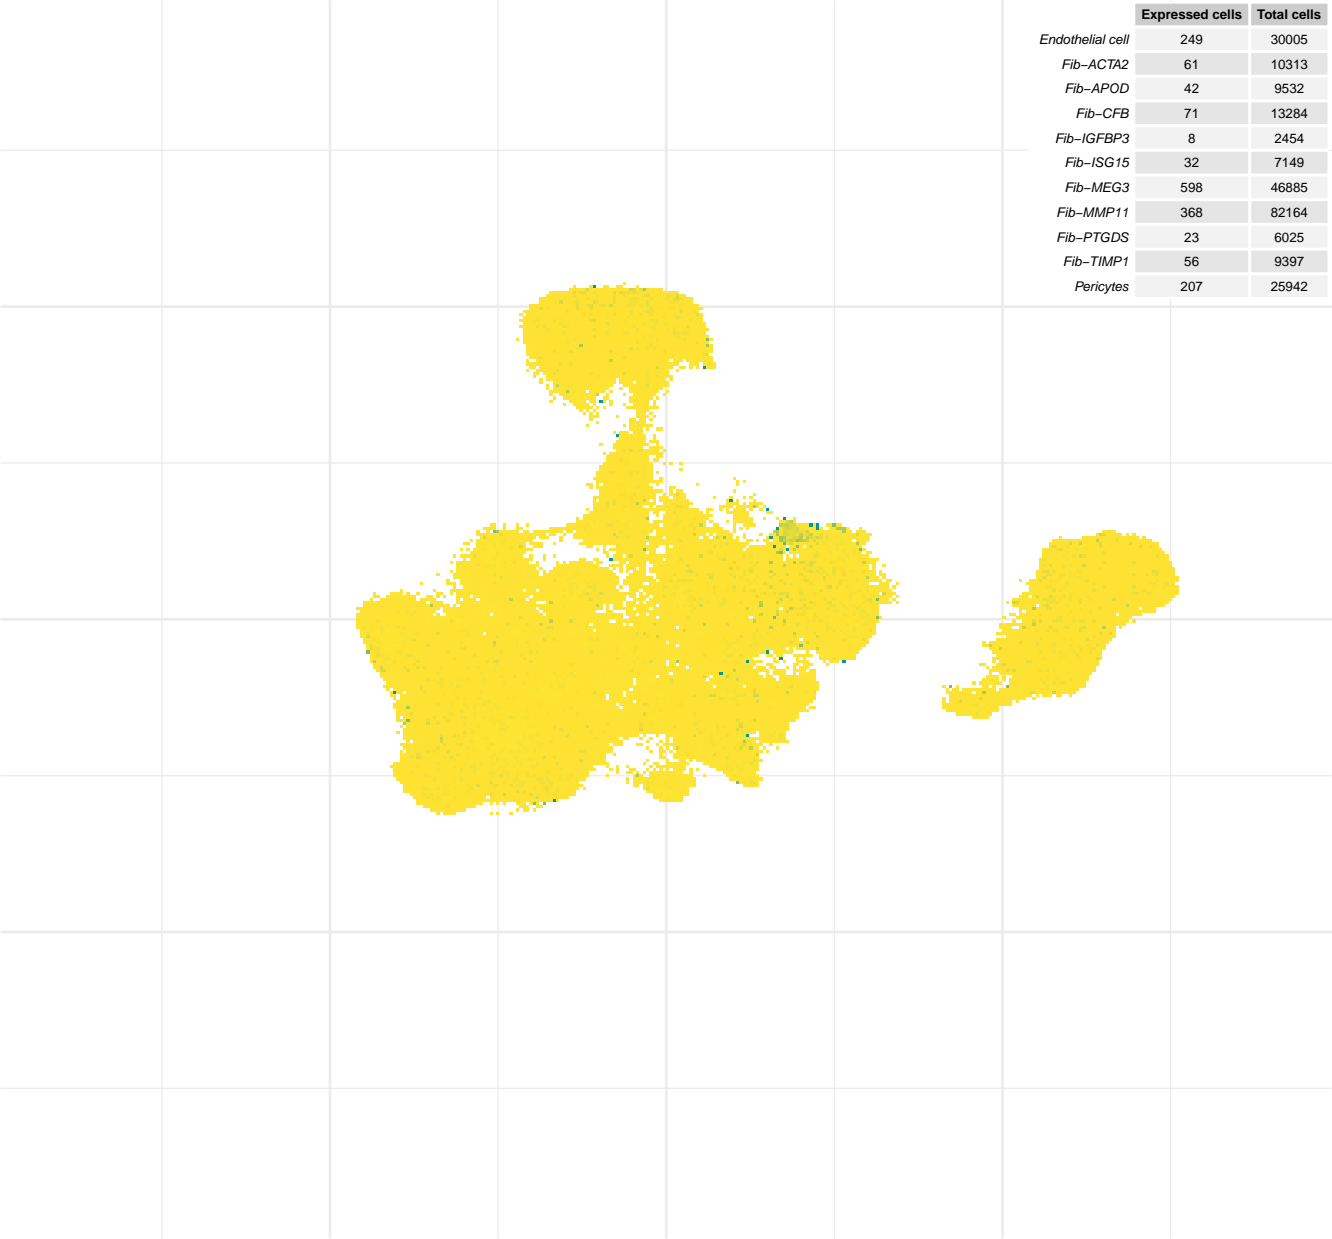 Expressed cells Total cells
Endothelial cell 249 30005
Fib−ACTA2 61 10313
Fib−APOD 42 9532
Fib−CFB 71 13284
Fib−IGFBP3 8 2454
Fib−ISG15 32 7149
Fib−MEG3 598 46885
Fib−MMP11 368 82164
Fib−PTGDS 23 6025
Fib−TIMP1 56 9397
Pericytes 207 25942